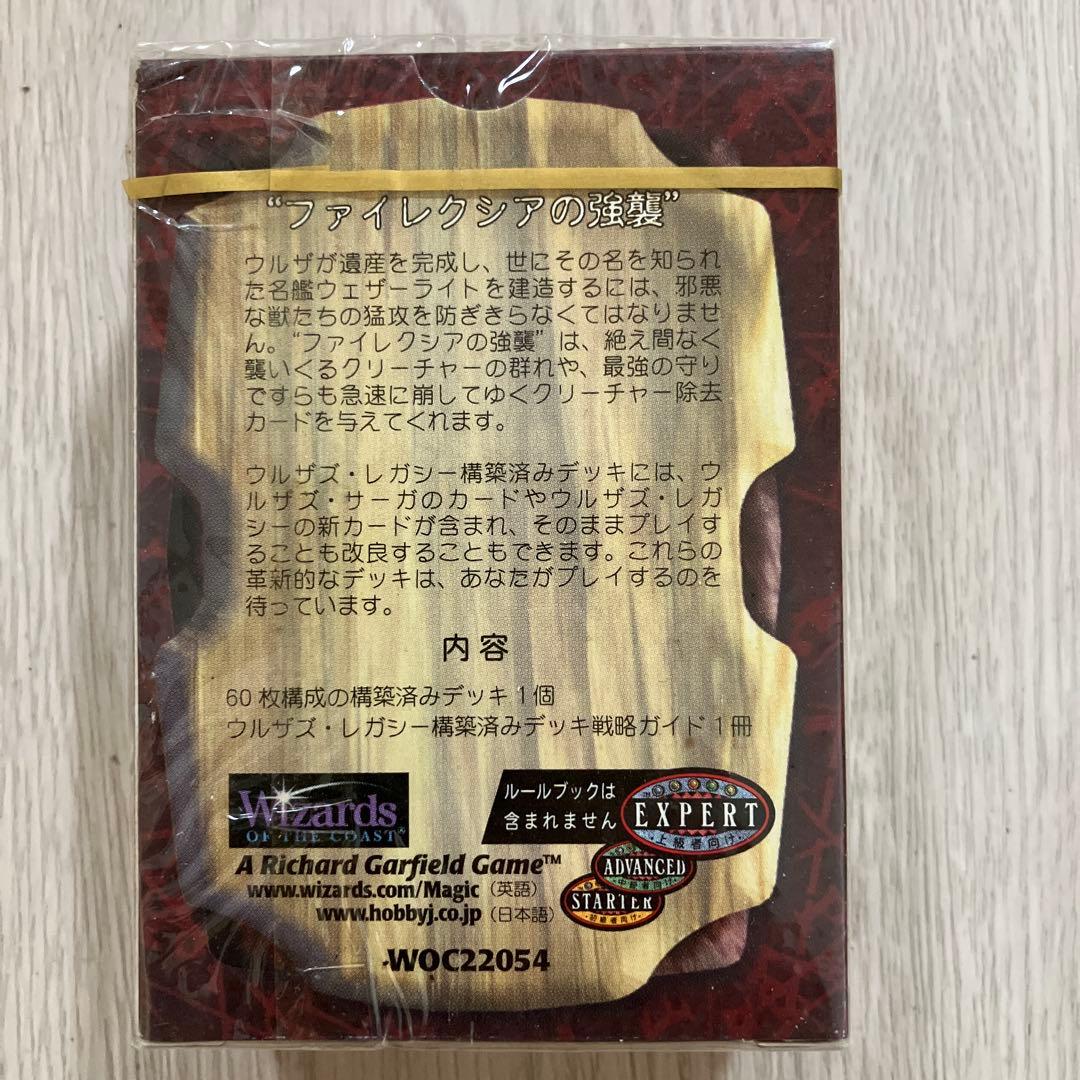 “ファイレクシアの強襲”
ウルザが遺産を完成し、世にその名を知られ
た名艦ウェザーライトを建造するには、邪悪
な獣たちの猛攻を防ぎきらなくてはなりませ
ん。“ファイレクシアの強襲”は、絶え間なく
襲いくるクリーチャーの群れや、最強の守り
ですらも急速に崩してゆくクリーチャー除去
カードを与えてくれます。
ウルザズ・レガシー構築済みデッキには、ウ
ルザズ・サーガのカードやウルザズ・レガ
シーの新カードが含まれ、そのままプレイす
ることも改良することもできます。これらの
革新的なデッキは、あなたがプレイするのを
待っています。
内容
60枚構成の構築済みデッキ1個
ウルザズ・レガシー構築済みデッキ戦略ガイド1冊
Wizards
OF THE COAST®
ルールブックは
含まれません
EXPERT
上級者向け
A Richard Garfield Game™
ADVANCED
中級者向け
www.wizards.com/Magic（英語）
STARTER
初級者向け
www.hobbyj.co.jp（日本語）
WOC22054